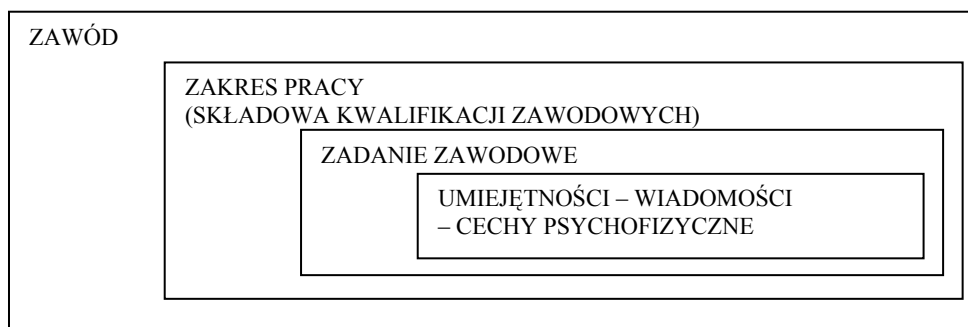 ZAWÓD
ZAKRES PRACY
(SKŁADOWA KWALIFIKACJI ZAWODOWYCH)
ZADANIE ZAWODOWE
UMIEJĘTNOŚCI – WIADOMOŚCI
– CECHY PSYCHOFIZYCZNE